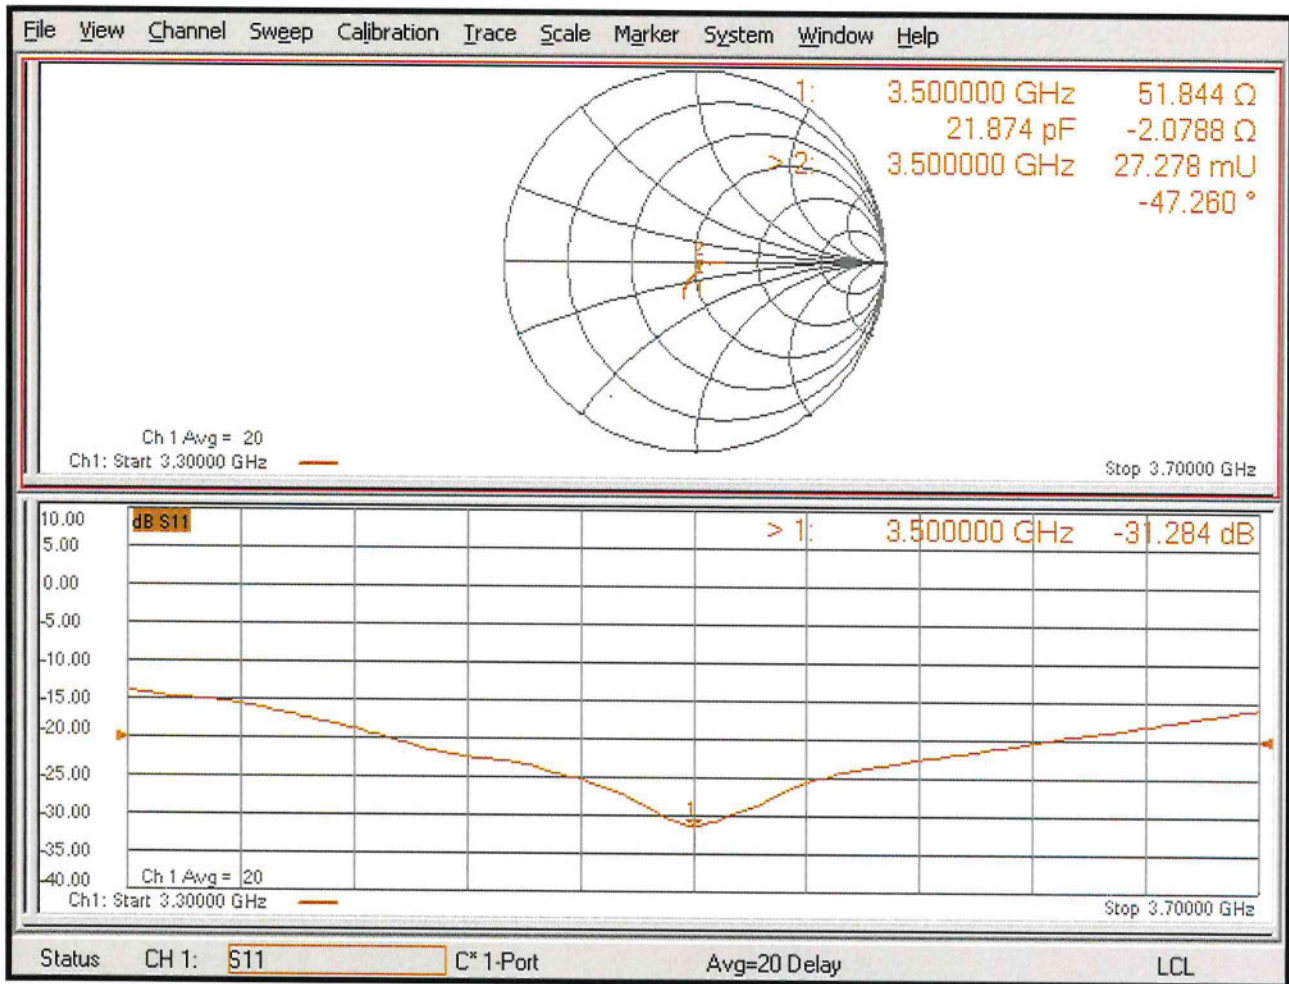 File View Channel Sweep Calibration Trace Scale Marker System Window Help
1: 3.500000 GHz 51.844 Ω
21.874 pF -2.0788 Ω
> 2: 3.500000 GHz 27.278 mU
-47.260 °
2
1
Ch 1 Avg = 20
Ch1: Start 3.30000 GHz
Stop 3.70000 GHz
10.00
dB S11
> 1: 3.500000 GHz -31.284 dB
5.00
0.00
-5.00
-10.00
-15.00
-20.00
-25.00
-30.00
1
-35.00
-40.00
Ch 1 Avg = 20
Ch1: Start 3.30000 GHz
Stop 3.70000 GHz
Status CH 1: S11 C* 1-Port Avg=20 Delay LCL